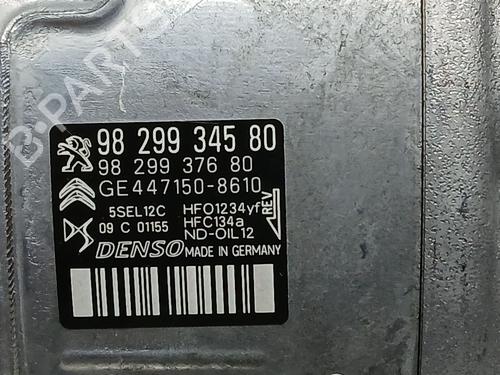 98 299 345 80
98 299 376 80
GE447150-8610
5SEL12C HFO1234yf
09 C 01155 HFC134a
ND-OIL12
REV
DENSO MADE IN GERMANY
B-PARTS